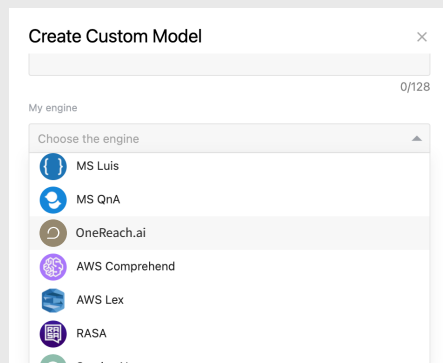 Create Custom Model
0/128
My engine
Choose the engine
MS Luis
MS QnA
OneReach.ai
AWS Comprehend
AWS Lex
RASA
RASA